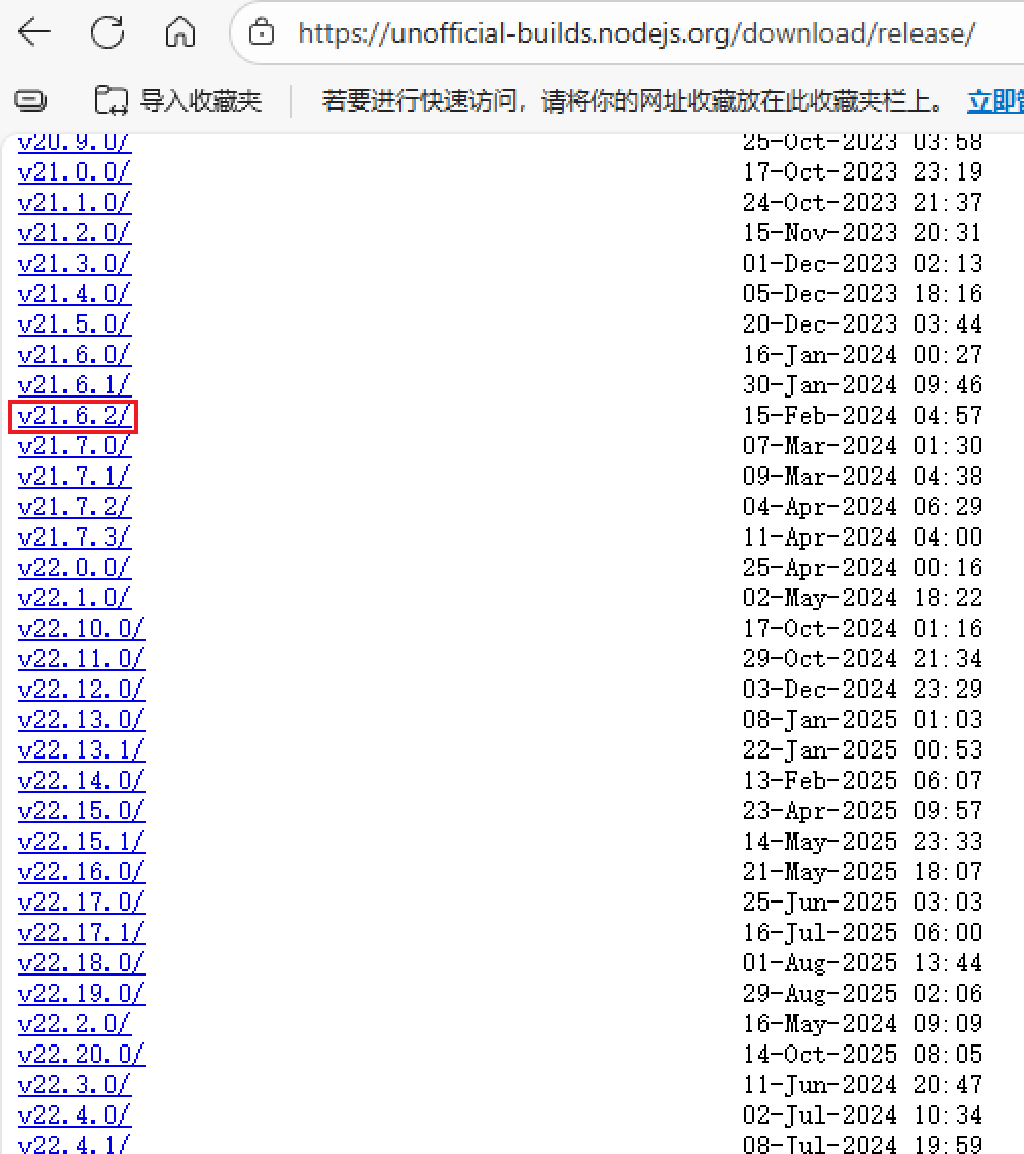 https://unofficial-builds.nodejs.org/download/release/
导入收藏夹 若要进行快速访问，请将你的网址收藏放在此收藏夹栏上。 立即管
v20.9.0/ 25-Oct-2023 03:58
v21.0.0/ 17-Oct-2023 23:19
v21.1.0/ 24-Oct-2023 21:37
v21.2.0/ 15-Nov-2023 20:31
v21.3.0/ 01-Dec-2023 02:13
v21.4.0/ 05-Dec-2023 18:16
v21.5.0/ 20-Dec-2023 03:44
v21.6.0/ 16-Jan-2024 00:27
v21.6.1/ 30-Jan-2024 09:46
v21.6.2/ 15-Feb-2024 04:57
v21.7.0/ 07-Mar-2024 01:30
v21.7.1/ 09-Mar-2024 04:38
v21.7.2/ 04-Apr-2024 06:29
v21.7.3/ 11-Apr-2024 04:00
v22.0.0/ 25-Apr-2024 00:16
v22.1.0/ 02-May-2024 18:22
v22.10.0/ 17-Oct-2024 01:16
v22.11.0/ 29-Oct-2024 21:34
v22.12.0/ 03-Dec-2024 23:29
v22.13.0/ 08-Jan-2025 01:03
v22.13.1/ 22-Jan-2025 00:53
v22.14.0/ 13-Feb-2025 06:07
v22.15.0/ 23-Apr-2025 09:57
v22.15.1/ 14-May-2025 23:33
v22.16.0/ 21-May-2025 18:07
v22.17.0/ 25-Jun-2025 03:03
v22.17.1/ 16-Jul-2025 06:00
v22.18.0/ 01-Aug-2025 13:44
v22.19.0/ 29-Aug-2025 02:06
v22.2.0/ 16-May-2024 09:09
v22.20.0/ 14-Oct-2025 08:05
v22.3.0/ 11-Jun-2024 20:47
v22.4.0/ 02-Jul-2024 10:34
v22.4.1/ 08-Jul-2024 19:59